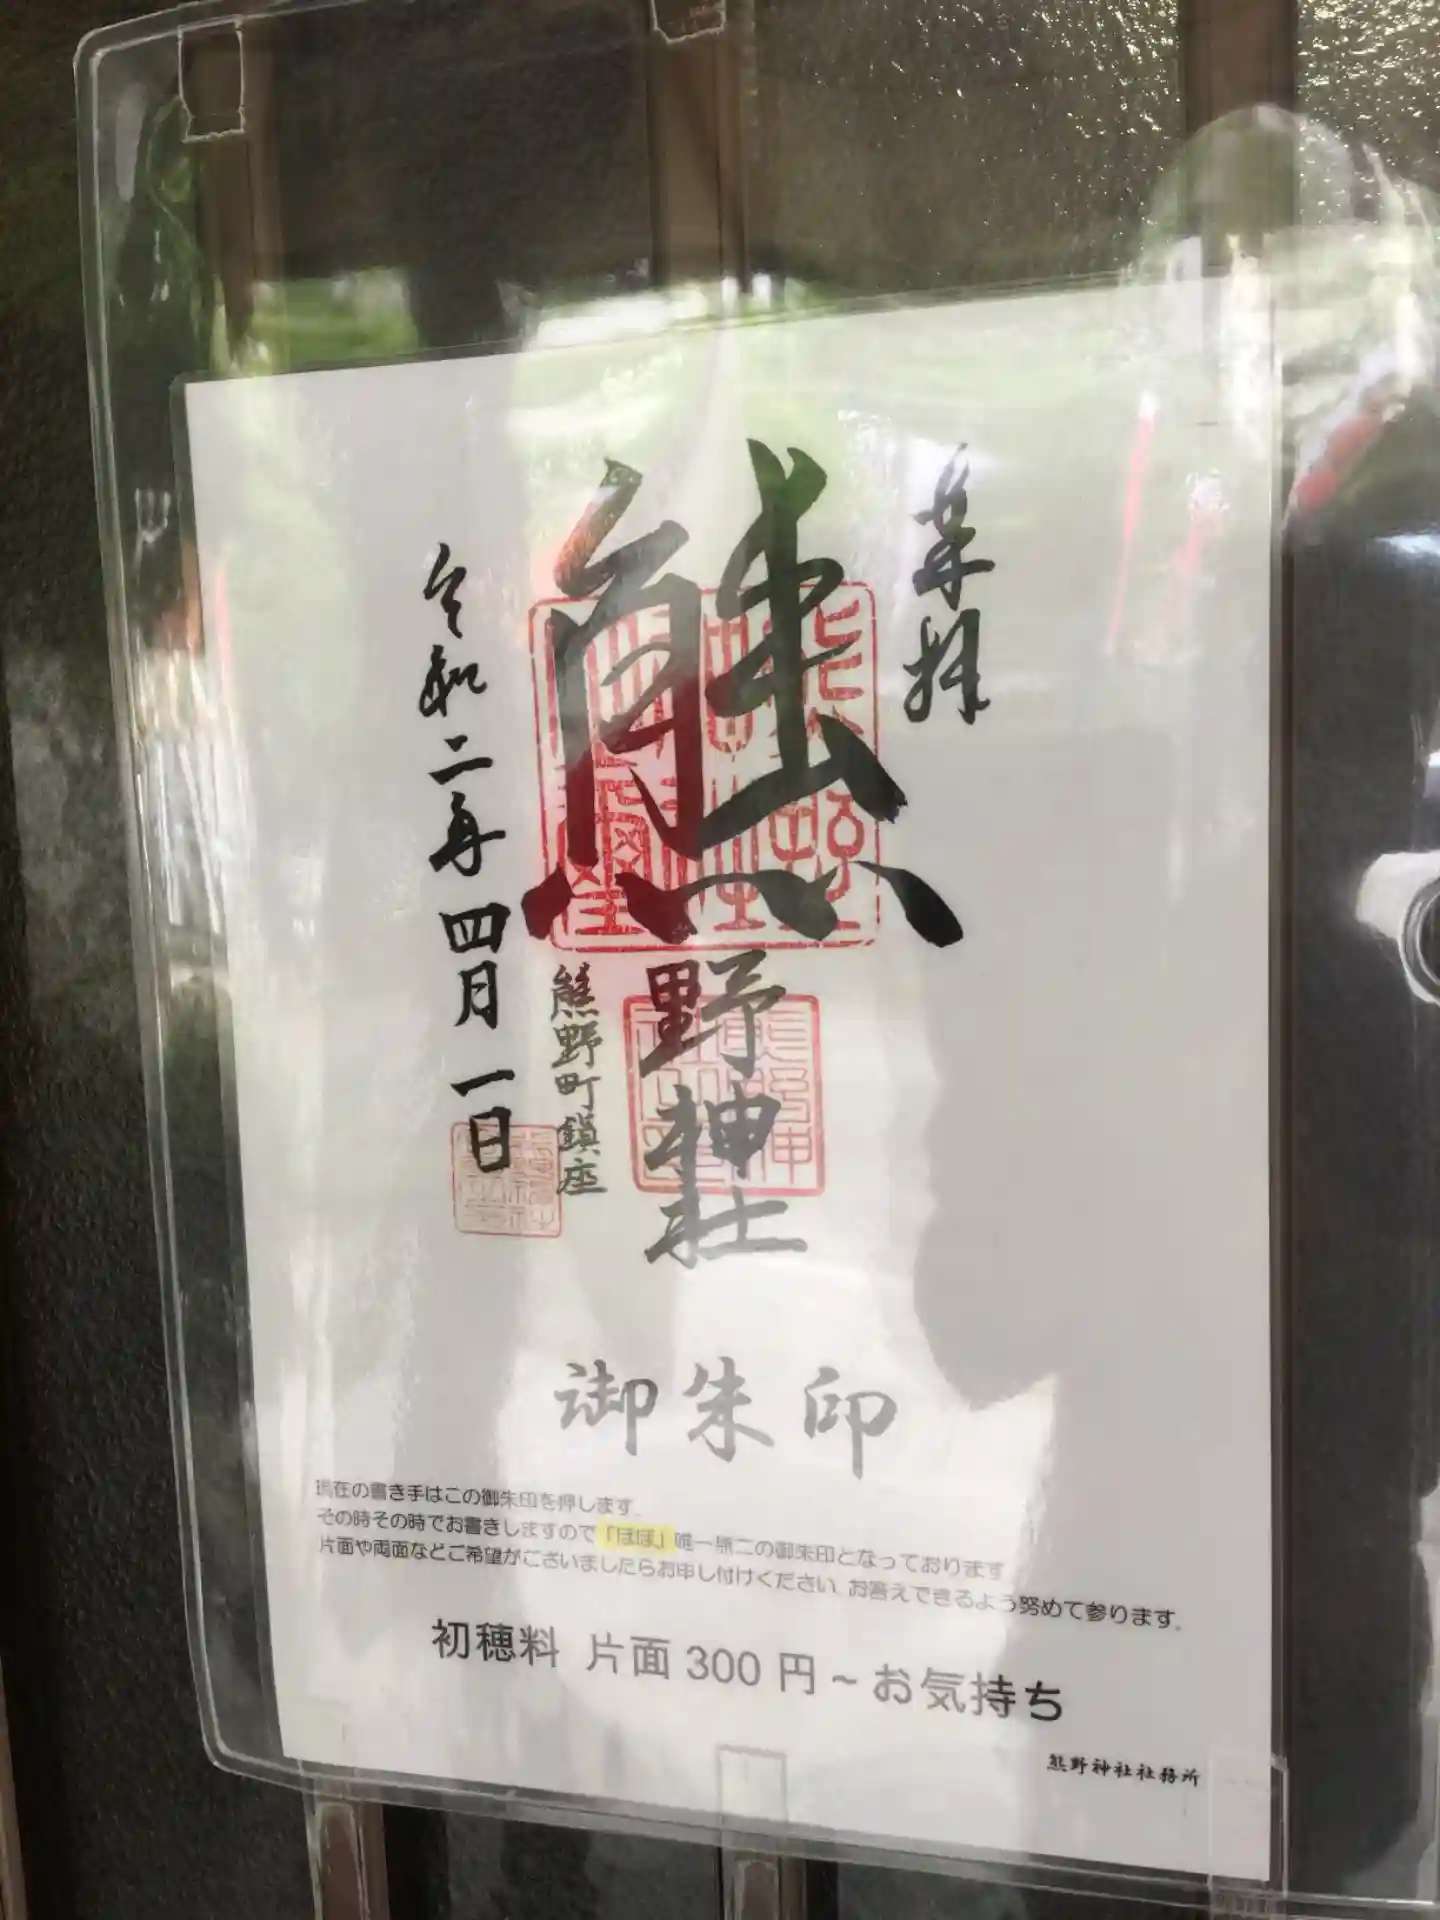 奉拝
熊野神社
熊野町鎮座
令和二年四月一日
御朱印
現在の書き手はこの御朱印を押します。
その時その時でお書きしますので「ほぼ」唯一無二の御朱印となっております
片面や両面などご希望がございましたらお申し付けください。お答えできるよう努めて参ります。
初穂料 片面 300 円～お気持ち
熊野神社社務所